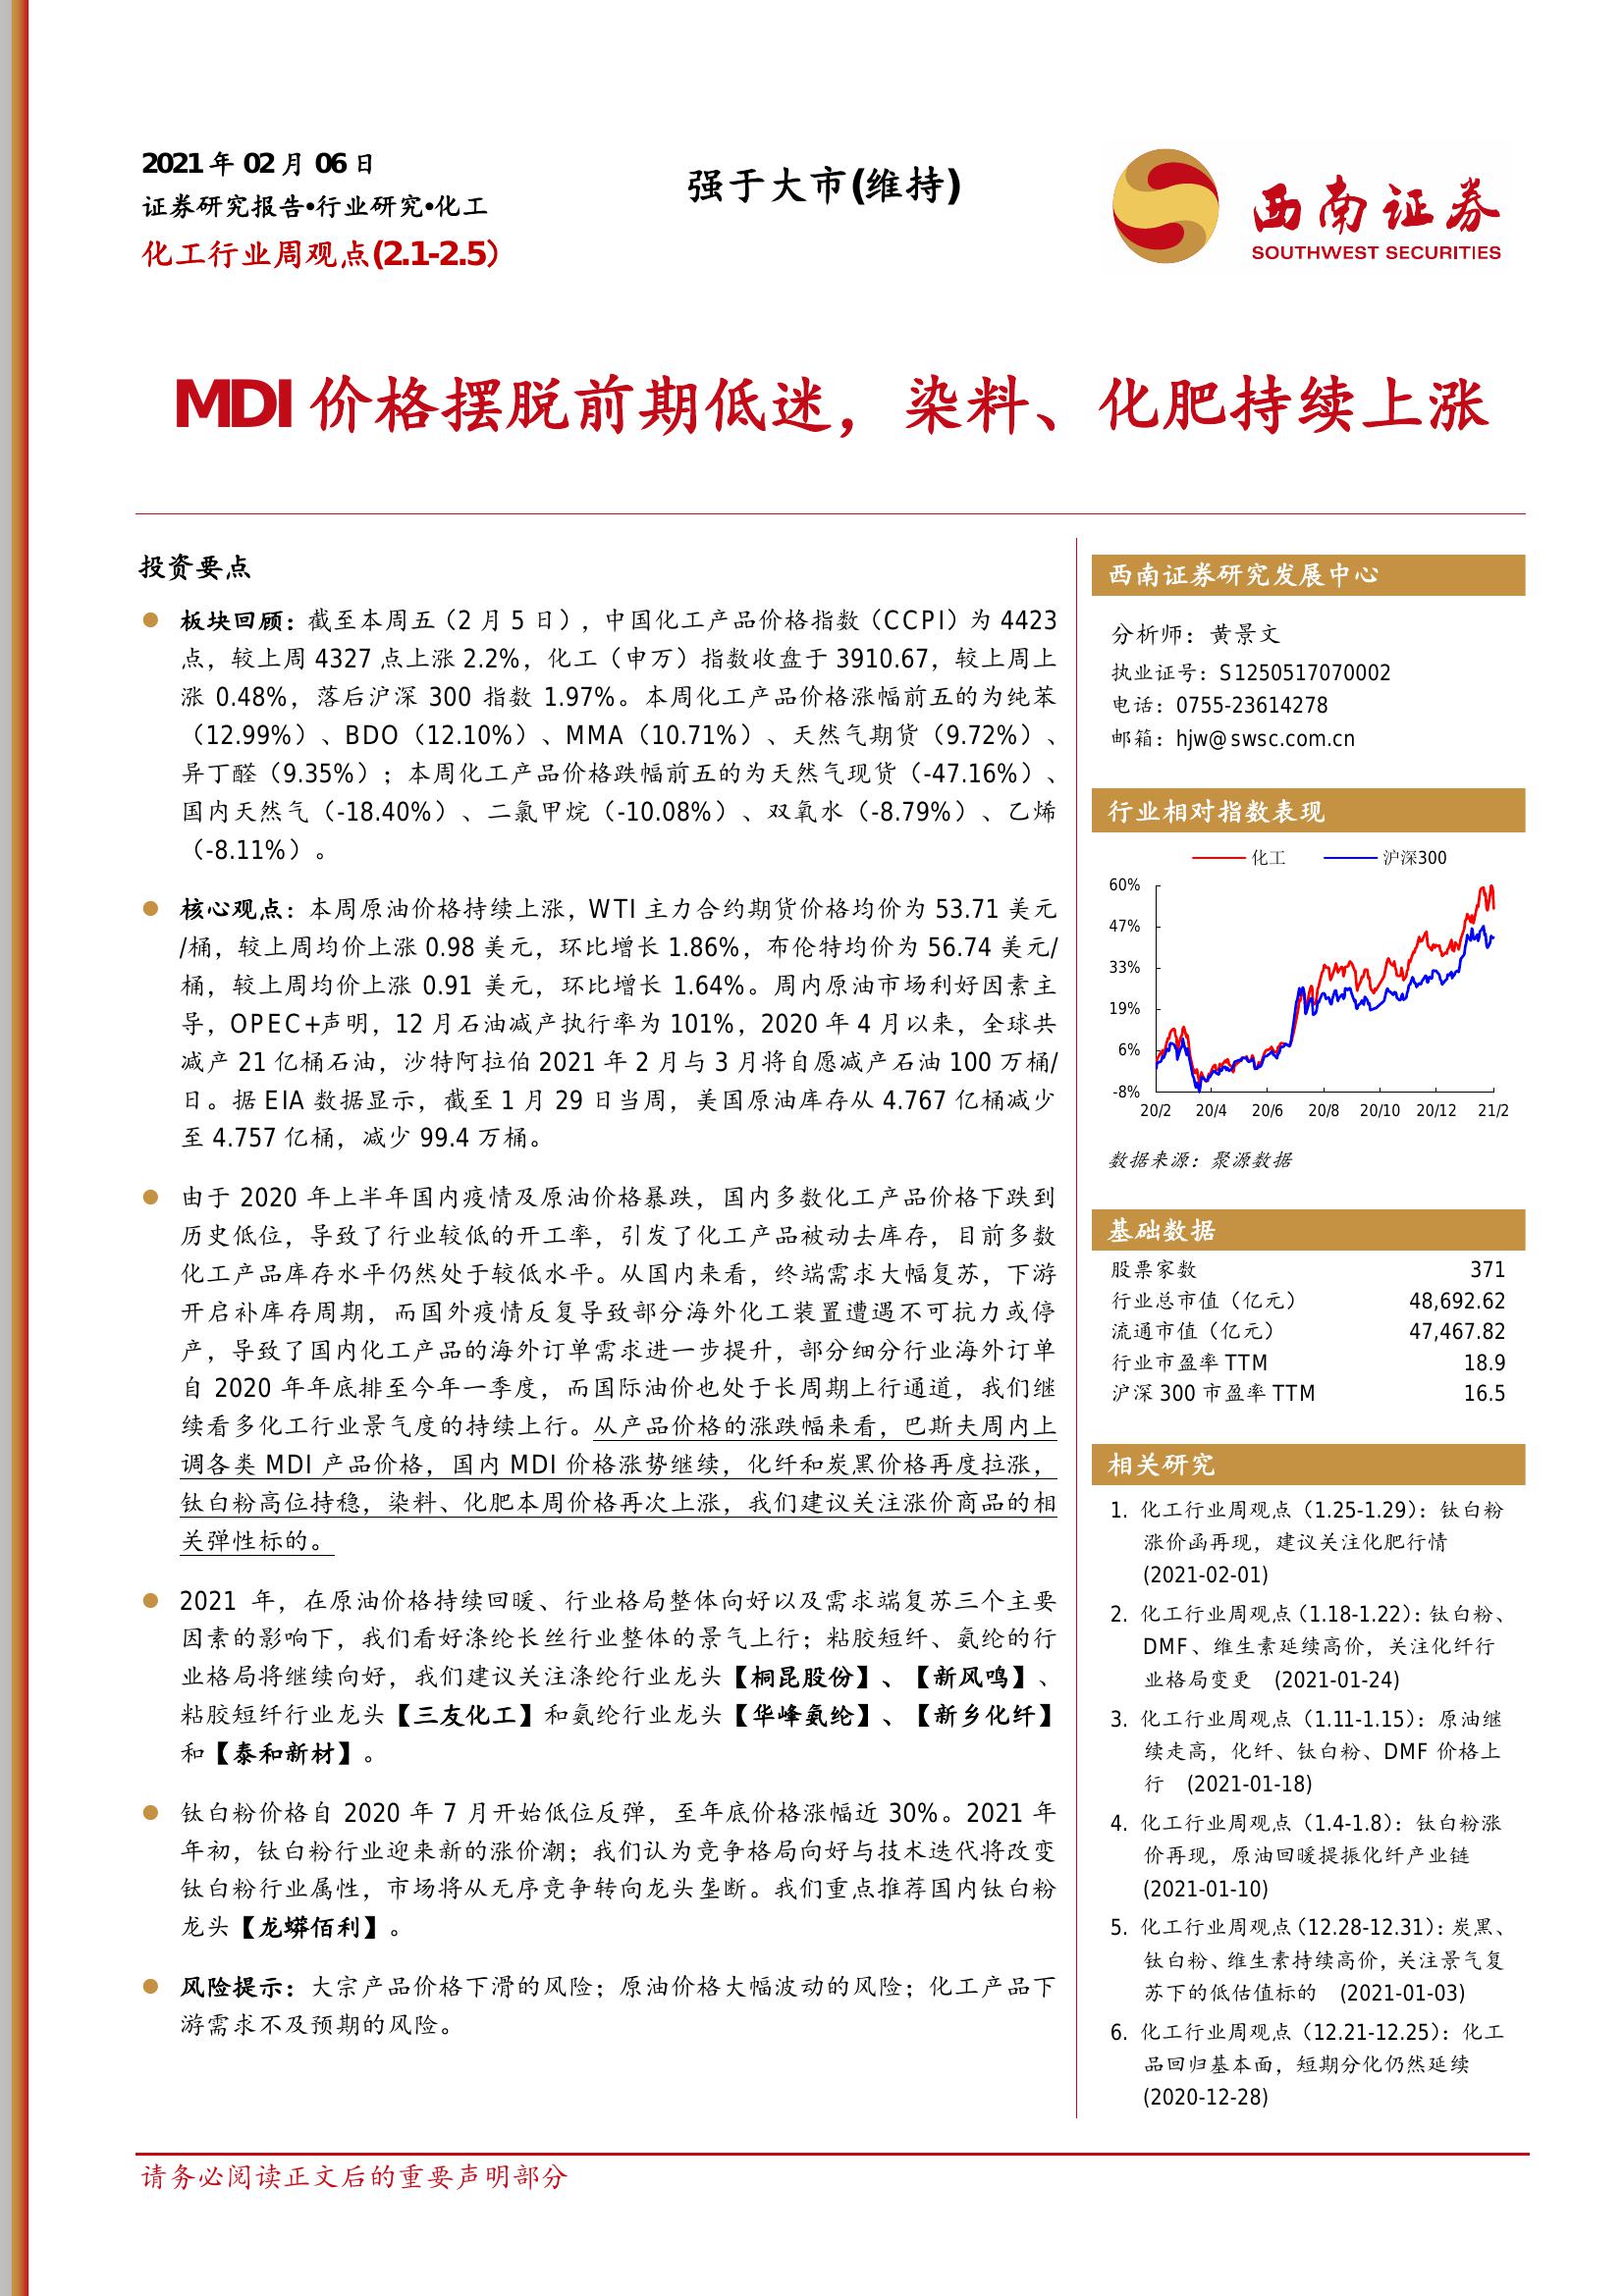 2021 年 02 月 06 日
证券研究报告•行业研究•化工
化工行业周观点(2.1-2.5)
强于大市(维持)
西南证券
SOUTHWEST SECURITIES
MDI 价格摆脱前期低迷，染料、化肥持续上涨
投资要点
板块回顾：截至本周五（2 月 5 日），中国化工产品价格指数（CCPI）为 4423
点，较上周 4327 点上涨 2.2%，化工（申万）指数收盘于 3910.67，较上周上
涨 0.48%，落后沪深 300 指数 1.97%。本周化工产品价格涨幅前五的为纯苯
（12.99%）、BDO（12.10%）、MMA（10.71%）、天然气期货（9.72%）、
异丁醛（9.35%）；本周化工产品价格跌幅前五的为天然气现货（-47.16%）、
国内天然气（-18.40%）、二氯甲烷（-10.08%）、双氧水（-8.79%）、乙烯
（-8.11%）。
核心观点：本周原油价格持续上涨，WTI 主力合约期货价格均价为 53.71 美元
/桶，较上周均价上涨 0.98 美元，环比增长 1.86%，布伦特均价为 56.74 美元/
桶，较上周均价上涨 0.91 美元，环比增长 1.64%。周内原油市场利好因素主
导，OPEC+声明，12 月石油减产执行率为 101%，2020 年 4 月以来，全球共
减产 21 亿桶石油，沙特阿拉伯 2021 年 2 月与 3 月将自愿减产石油 100 万桶/
日。据 EIA 数据显示，截至 1 月 29 日当周，美国原油库存从 4.767 亿桶减少
至 4.757 亿桶，减少 99.4 万桶。
由于 2020 年上半年国内疫情及原油价格暴跌，国内多数化工产品价格下跌到
历史低位，导致了行业较低的开工率，引发了化工产品被动去库存，目前多数
化工产品库存水平仍然处于较低水平。从国内来看，终端需求大幅复苏，下游
开启补库存周期，而国外疫情反复导致部分海外化工装置遭遇不可抗力或停
产，导致了国内化工产品的海外订单需求进一步提升，部分细分行业海外订单
自 2020 年年底排至今年一季度，而国际油价也处于长周期上行通道，我们继
续看多化工行业景气度的持续上行。从产品价格的涨跌幅来看，巴斯夫周内上
调各类 MDI 产品价格，国内 MDI 价格涨势继续，化纤和炭黑价格再度拉涨，
钛白粉高位持稳，染料、化肥本周价格再次上涨，我们建议关注涨价商品的相
关弹性标的。
2021 年，在原油价格持续回暖、行业格局整体向好以及需求端复苏三个主要
因素的影响下，我们看好涤纶长丝行业整体的景气上行；粘胶短纤、氨纶的行
业格局将继续向好，我们建议关注涤纶行业龙头【桐昆股份】、【新风鸣】、
粘胶短纤行业龙头【三友化工】和氨纶行业龙头【华峰氨纶】、【新乡化纤】
和【泰和新材】。
钛白粉价格自 2020 年 7 月开始低位反弹，至年底价格涨幅近 30%。2021 年
年初，钛白粉行业迎来新的涨价潮；我们认为竞争格局向好与技术迭代将改变
钛白粉行业属性，市场将从无序竞争转向龙头垄断。我们重点推荐国内钛白粉
龙头【龙蟒佰利】。
风险提示：大宗产品价格下滑的风险；原油价格大幅波动的风险；化工产品下
游需求不及预期的风险。
西南证券研究发展中心
分析师：黄景文
执业证号：S1250517070002
电话：0755-23614278
邮箱：hjw@swsc.com.cn
行业相对指数表现
化工 沪深300
60%
47%
33%
19%
6%
-8%
20/2 20/4 20/6 20/8 20/10 20/12 21/2
数据来源：聚源数据
基础数据
股票家数 371
行业总市值（亿元） 48,692.62
流通市值（亿元） 47,467.82
行业市盈率 TTM 18.9
沪深 300 市盈率 TTM 16.5
相关研究
1. 化工行业周观点（1.25-1.29）：钛白粉
涨价函再现，建议关注化肥行情
(2021-02-01)
2. 化工行业周观点（1.18-1.22）：钛白粉、
DMF、维生素延续高价，关注化纤行
业格局变更 (2021-01-24)
3. 化工行业周观点（1.11-1.15）：原油继
续走高，化纤、钛白粉、DMF 价格上
行 (2021-01-18)
4. 化工行业周观点（1.4-1.8）：钛白粉涨
价再现，原油回暖提振化纤产业链
(2021-01-10)
5. 化工行业周观点（12.28-12.31）：炭黑、
钛白粉、维生素持续高价，关注景气复
苏下的低估值标的 (2021-01-03)
6. 化工行业周观点（12.21-12.25）：化工
品回归基本面，短期分化仍然延续
(2020-12-28)
请务必阅读正文后的重要声明部分